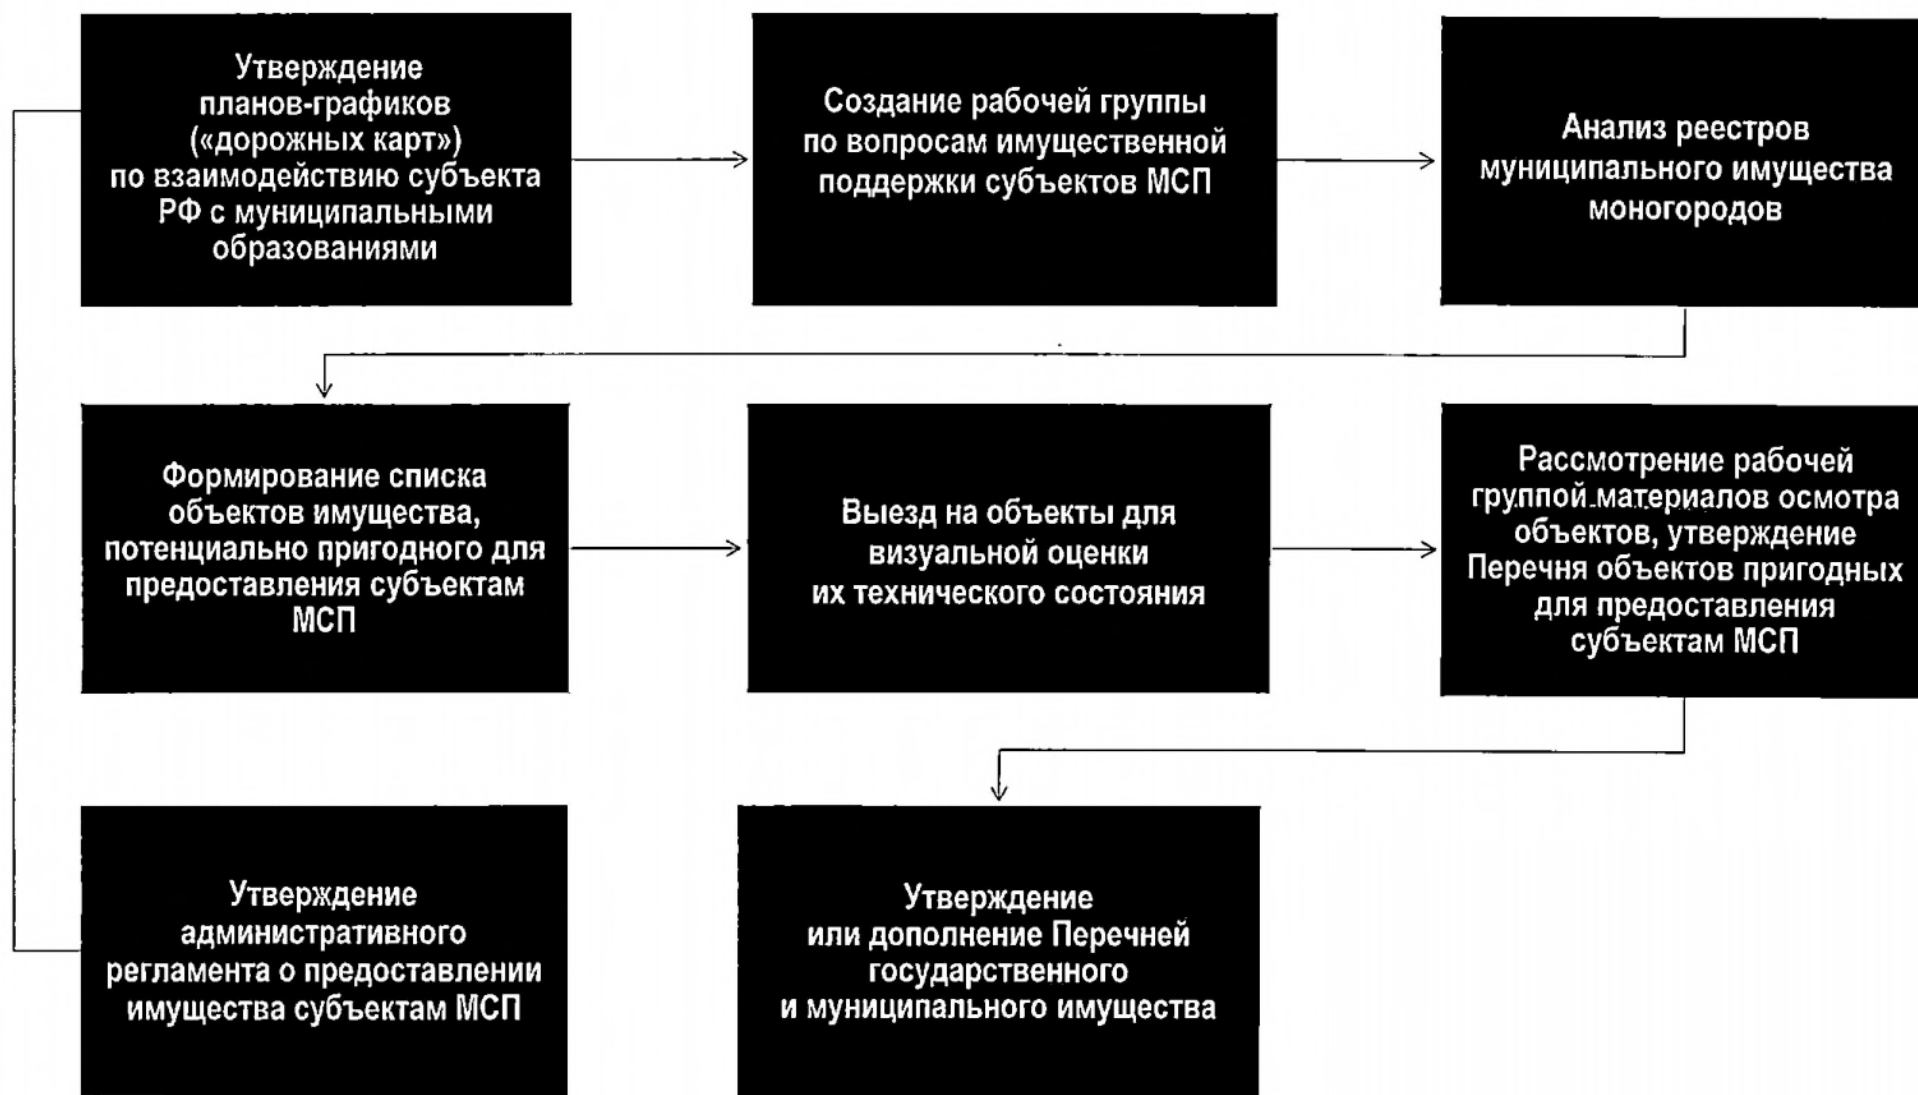 Утверждение
планов-графиков
(«дорожных карт»)
по взаимодействию субъекта
РФ с муниципальными
образованиями
Создание рабочей группы
по вопросам имущественной
поддержки субъектов МСП
Анализ реестров
муниципального имущества
моногородов
Формирование списка
объектов имущества,
потенциально пригодного для
предоставления субъектам
МСП
Выезд на объекты для
визуальной оценки
их технического состояния
Рассмотрение рабочей
группой материалов осмотра
объектов, утверждение
Перечня объектов пригодных
для предоставления
субъектам МСП
Утверждение
административного
регламента о предоставлении
имущества субъектам МСП
Утверждение
или дополнение Перечней
государственного
и муниципального имущества